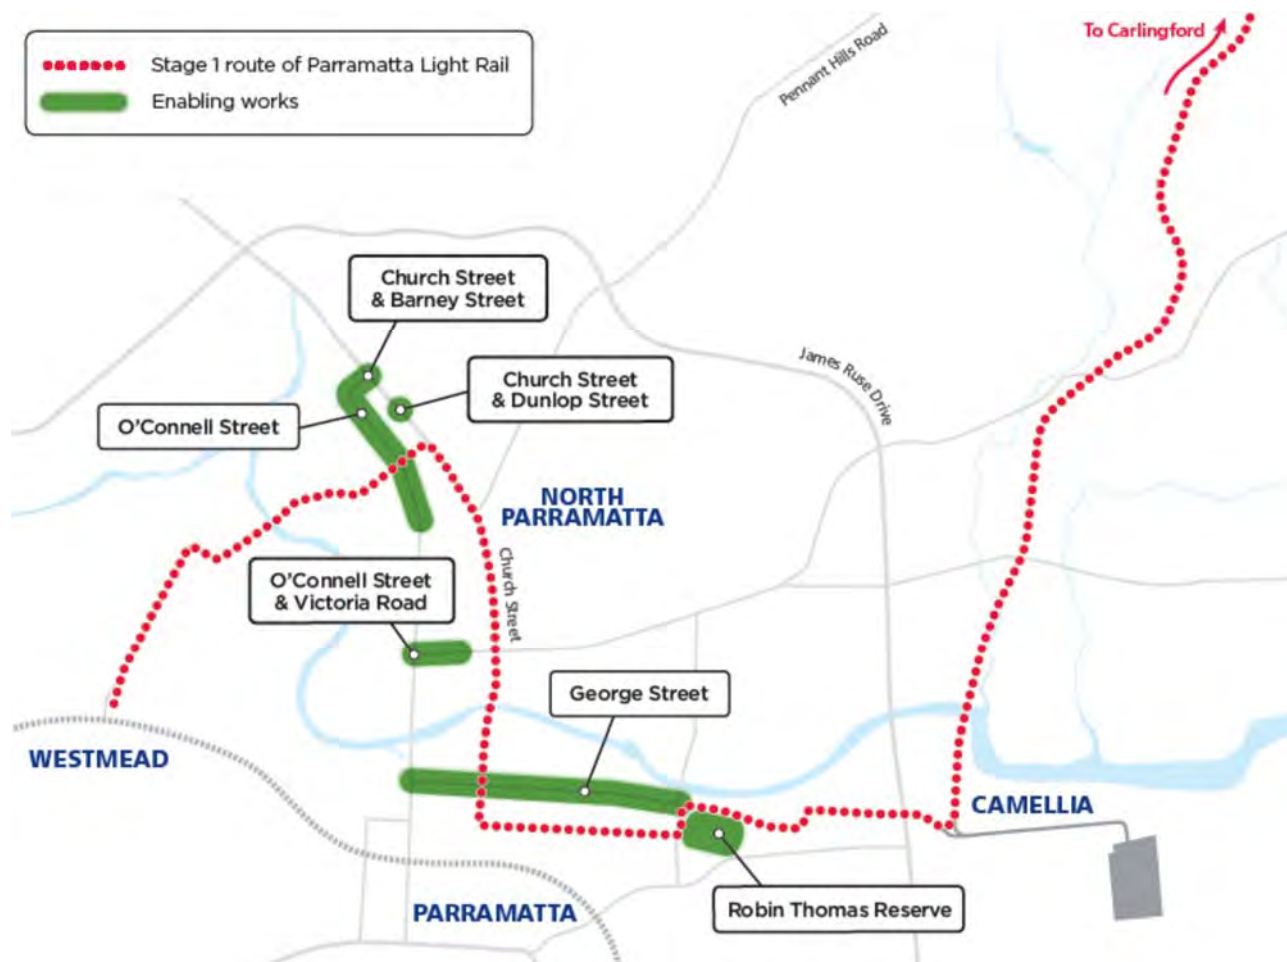 To Carlingford
Stage 1 route of Parramatta Light Rail
Enabling works
Pennant Hills Road
Church Street
& Barney Street
James Ruse Drive
Church Street
& Dunlop Street
O'Connell Street
NORTH
PARRAMATTA
Church Street
O'Connell Street
& Victoria Road
George Street
WESTMEAD
CAMELLIA
Robin Thomas Reserve
PARRAMATTA